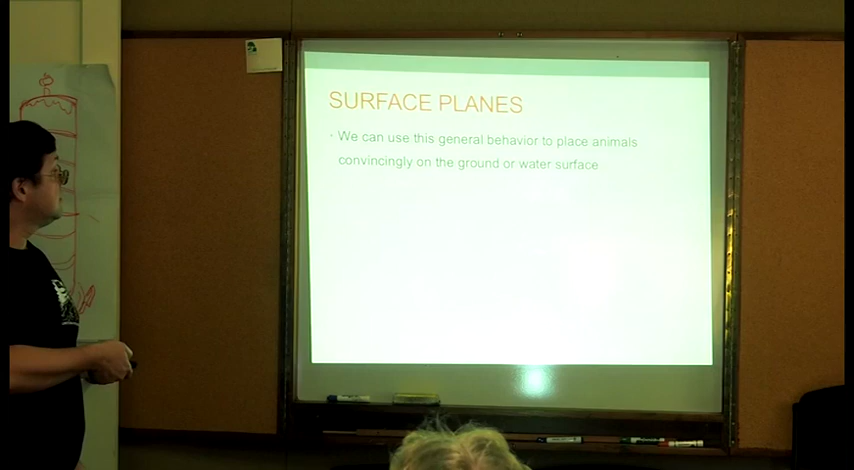 SURFACE PLANES
• We can use this general behavior to place animals
convincingly on the ground or water surface